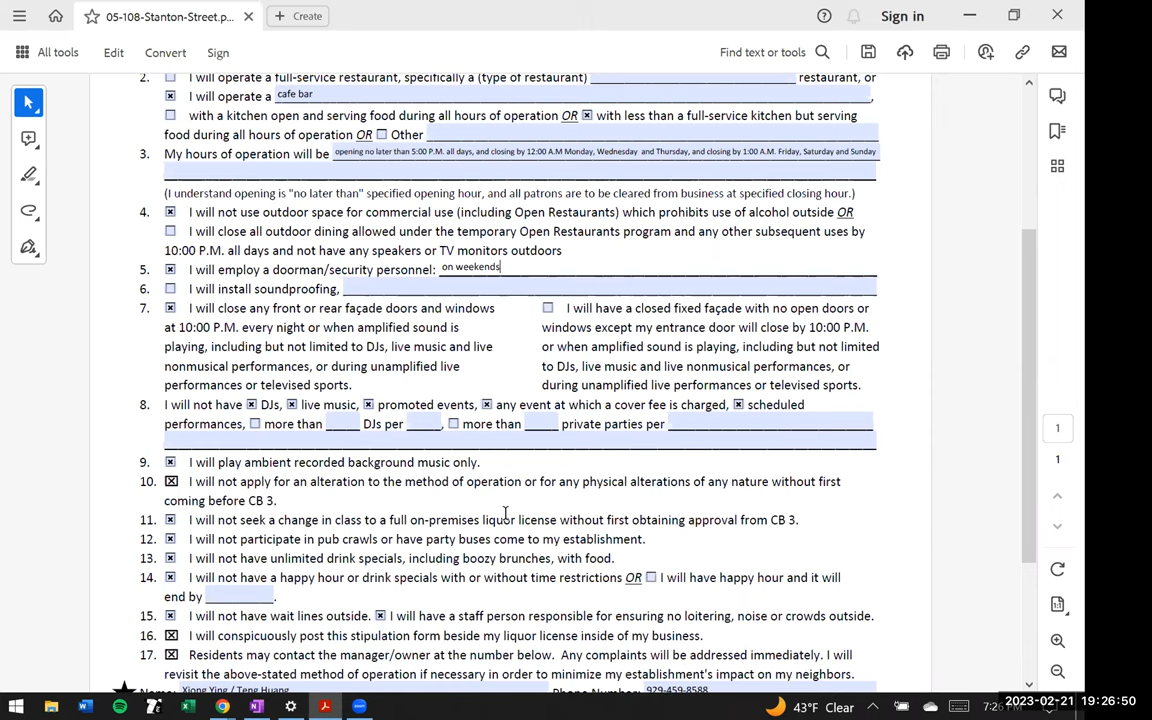 05-108-Stanton-Street.p... × + Create Sign in
All tools Edit Convert Sign Find text or tools
2. I will operate a full-service restaurant, specifically a (type of restaurant) restaurant, or
I will operate a cafe bar ,
with a kitchen open and serving food during all hours of operation OR with less than a full-service kitchen but serving
food during all hours of operation OR Other
3. My hours of operation will be opening no later than 5:00 P.M. all days, and closing by 12:00 A.M Monday, Wednesday and Thursday, and closing by 1:00 A.M. Friday, Saturday and Sunday
(I understand opening is "no later than" specified opening hour, and all patrons are to be cleared from business at specified closing hour.)
4. I will not use outdoor space for commercial use (including Open Restaurants) which prohibits use of alcohol outside OR
I will close all outdoor dining allowed under the temporary Open Restaurants program and any other subsequent uses by
10:00 P.M. all days and not have any speakers or TV monitors outdoors
5. I will employ a doorman/security personnel: on weekends
6. I will install soundproofing,
7. I will close any front or rear façade doors and windows
at 10:00 P.M. every night or when amplified sound is
playing, including but not limited to DJs, live music and live
nonmusical performances, or during unamplified live
performances or televised sports.
I will have a closed fixed façade with no open doors or
windows except my entrance door will close by 10:00 P.M.
or when amplified sound is playing, including but not limited
to DJs, live music and live nonmusical performances, or
during unamplified live performances or televised sports.
8. I will not have DJs, live music, promoted events, any event at which a cover fee is charged, scheduled
performances, more than DJs per , more than private parties per
9. I will play ambient recorded background music only.
10. I will not apply for an alteration to the method of operation or for any physical alterations of any nature without first
coming before CB 3.
11. I will not seek a change in class to a full on-premises liquor license without first obtaining approval from CB 3.
12. I will not participate in pub crawls or have party buses come to my establishment.
13. I will not have unlimited drink specials, including boozy brunches, with food.
14. I will not have a happy hour or drink specials with or without time restrictions OR I will have happy hour and it will
end by .
15. I will not have wait lines outside. I will have a staff person responsible for ensuring no loitering, noise or crowds outside.
16. I will conspicuously post this stipulation form beside my liquor license inside of my business.
17. Residents may contact the manager/owner at the number below. Any complaints will be addressed immediately. I will
revisit the above-stated method of operation if necessary in order to minimize my establishment's impact on my neighbors.
Name: Xiong Ying / Teng Huang Phone Number: 929-459-8588
1
1
43°F Clear
2023-02-21 19:26:50